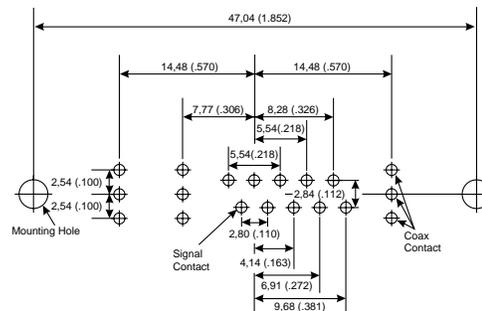 47,04 (1.852)
14,48 (.570)
14,48 (.570)
7,77 (.306)
8,28 (.326)
5,54(.218)
5,54(.218)
2,54 (.100)
2,84 (.112)
2,54 (.100)
Mounting Hole
Signal
Contact
2,80 (.110)
Coax
Contact
4,14 (.163)
6,91 (.272)
9,68 (.381)